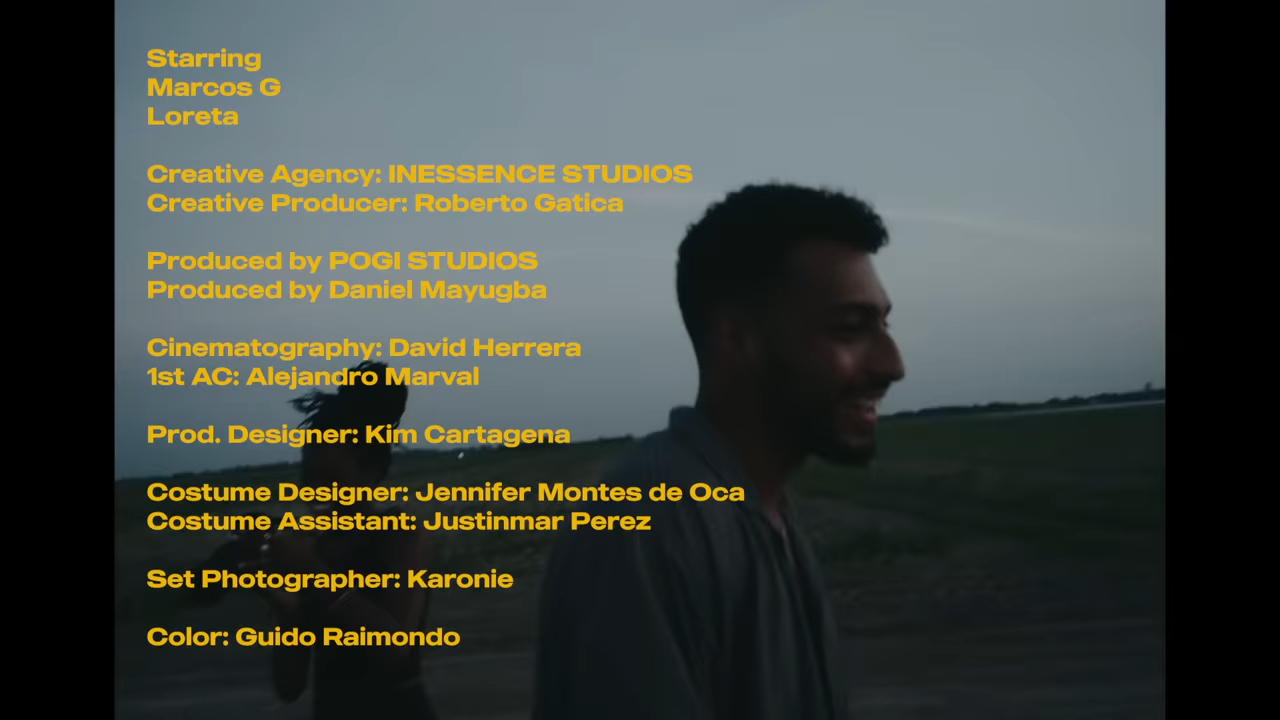 Starring
Marcos G
Loreta
Creative Agency: INESSENCE STUDIOS
Creative Producer: Roberto Gatica
Produced by POGI STUDIOS
Produced by Daniel Mayugba
Cinematography: David Herrera
1st AC: Alejandro Marval
Prod. Designer: Kim Cartagena
Costume Designer: Jennifer Montes de Oca
Costume Assistant: Justinmar Perez
Set Photographer: Karonie
Color: Guido Raimondo